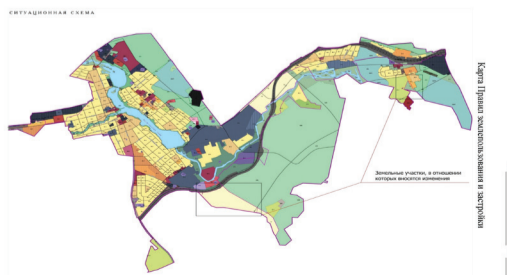 СИТУАЦИОННАЯ СХЕМА
Карта Правил землепользования и застройки
Земельные участки, в отношении
которых вносятся изменения